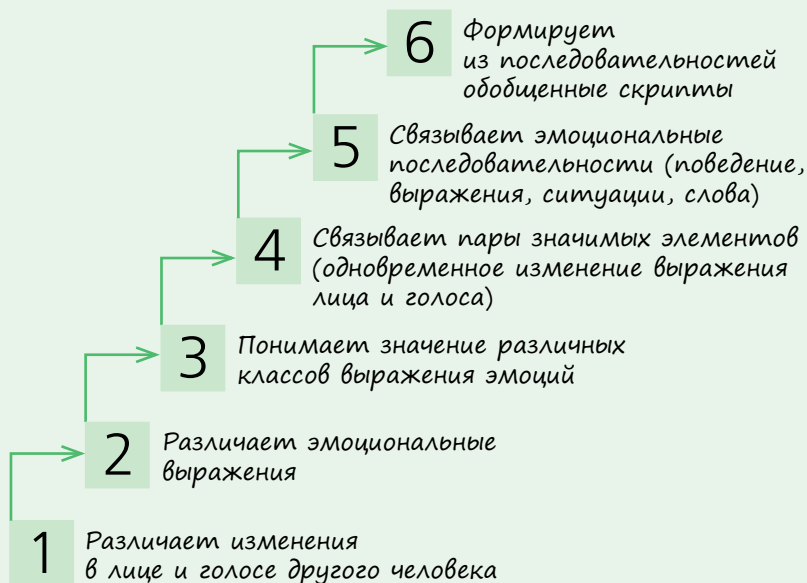 6
Формирует
из последовательностей
обобщенные скрипты
5
Связывает эмоциональные
последовательности (поведение,
выражения, ситуации, слова)
4
Связывает пары значимых элементов
(одновременное изменение выражения
лица и голоса)
3
Понимает значение различных
классов выражения эмоций
2
Различает эмоциональные
выражения
1
Различает изменения
в лице и голосе другого человека